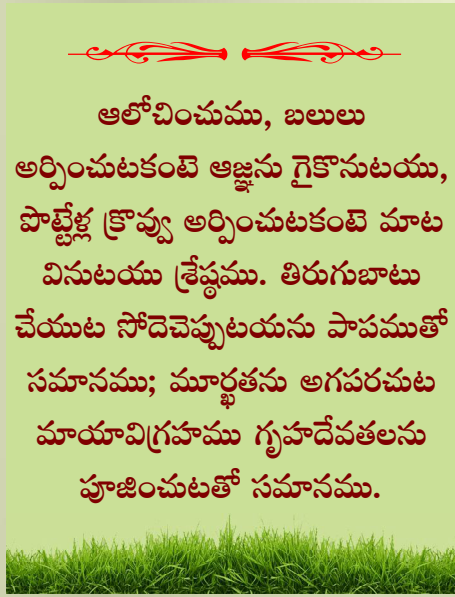 ఆలోచించుము, బలులు
అర్పించుటకంటె ఆజ్ఞను గైకొనుటయు,
పొట్టేళ్ల క్రొవ్వు అర్పించుటకంటె మాట
వినుటయు శ్రేష్ఠము. తిరుగుబాటు
చేయుట సోదెచెప్పుటయను పాపముతో
సమానము; మూర్ఖతను అగపరచుట
మాయావిగ్రహము గృహదేవతలను
పూజించుటతో సమానము.